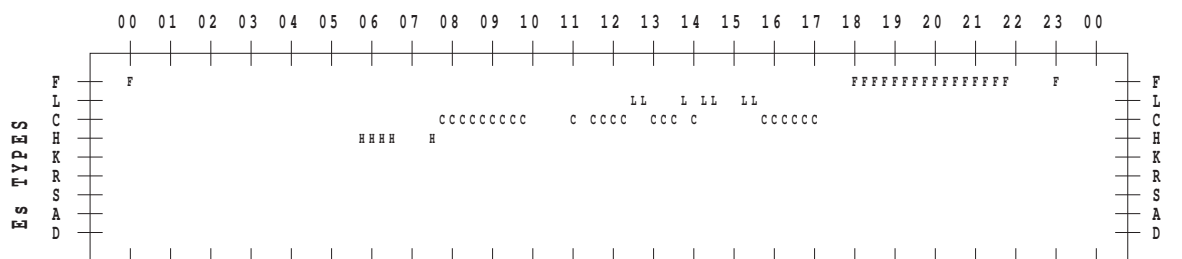 00 01 02 03 04 05 06 07 08 09 10 11 12 13 14 15 16 17 18 19 20 21 22 23 00
F F FFFFFFFFFFFFFFFF F F
L LL L LL LL L
C CCCCCCCCC C CCCC CCC C CCCCCC C
H HHHH H H
K K
R R
S S
A A
D D
Es TYPES